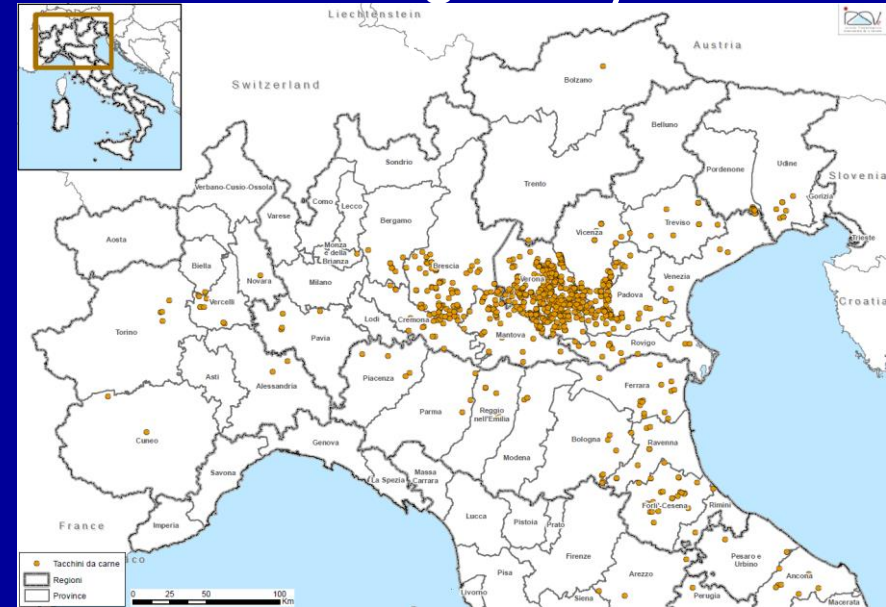 Liechtenstein
Austria
Switzerland
Bolzano
Belluno
Sondrio
Pordenone
Udine
Slovenia
Trento
Verbano-Cusio-Ossola
Como
Lecco
Gorizia
Varese
Bergamo
Treviso
Vicenza
Trieste
Aosta
Monza
e della
Brianza
Biella
Brescia
Verona
Venezia
Novara
Milano
Padova
Vercelli
Croatia
Lodi
Cremona
Torino
Mantova
Pavia
Rovigo
Asti
Piacenza
Alessandria
Ferrara
Parma
Reggio
nell'Emilia
Cuneo
Genova
Bologna
Ravenna
Modena
Savona
Massa
Carrara
La Spezia
Forli'-Cesena
Rimini
France
Imperia
Lucca
Pistoia
Prato
Firenze
Pesaro e
Urbino
Pisa
Arezzo
Ancona
Livorno
Siena
Perugia
Macerata
Tacchini da carne
Regioni
Province
0 25 50 100
Km